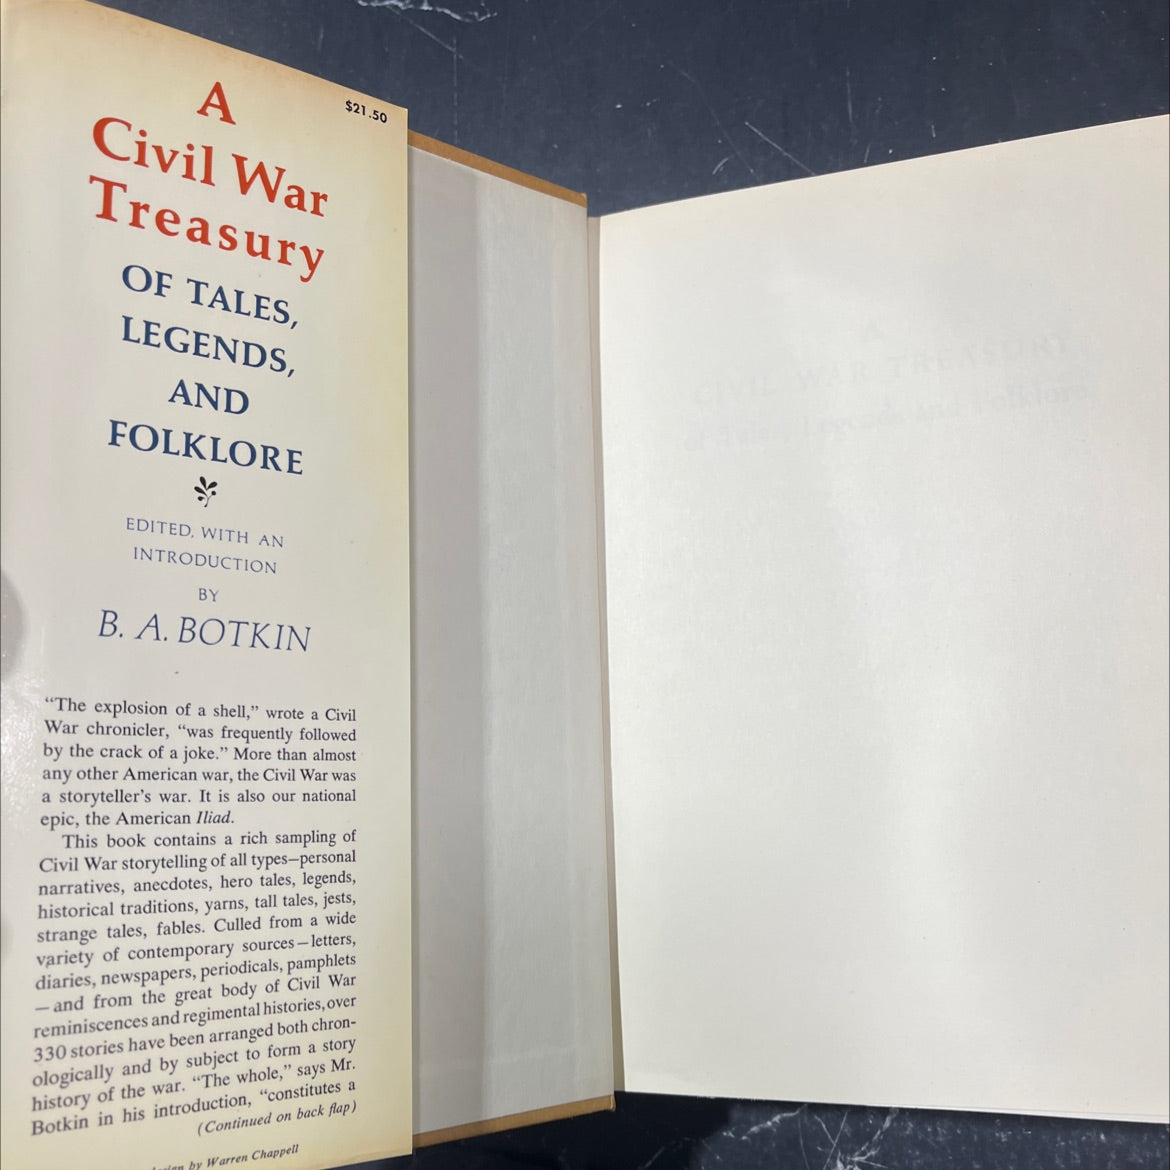 $21.50
A
Civil War
Treasury
OF TALES,
LEGENDS,
AND
FOLKLORE
EDITED, WITH AN
INTRODUCTION
BY
B. A. BOTKIN
“The explosion of a shell,” wrote a Civil
War chronicler, “was frequently followed
by the crack of a joke.” More than almost
any other American war, the Civil War was
a storyteller’s war. It is also our national
epic, the American Iliad.
This book contains a rich sampling of
Civil War storytelling of all types—personal
narratives, anecdotes, hero tales, legends,
historical traditions, yarns, tall tales, jests,
strange tales, fables. Culled from a wide
variety of contemporary sources—letters,
diaries, newspapers, periodicals, pamphlets
—and from the great body of Civil War
reminiscences and regimental histories, over
330 stories have been arranged both chron-
ologically and by subject to form a story
history of the war. “The whole,” says Mr.
Botkin in his introduction, “constitutes a
(Continued on back flap)
by Warren Chappell
A
CIVIL WAR TREASURY
of Tales, Legends and Folklore